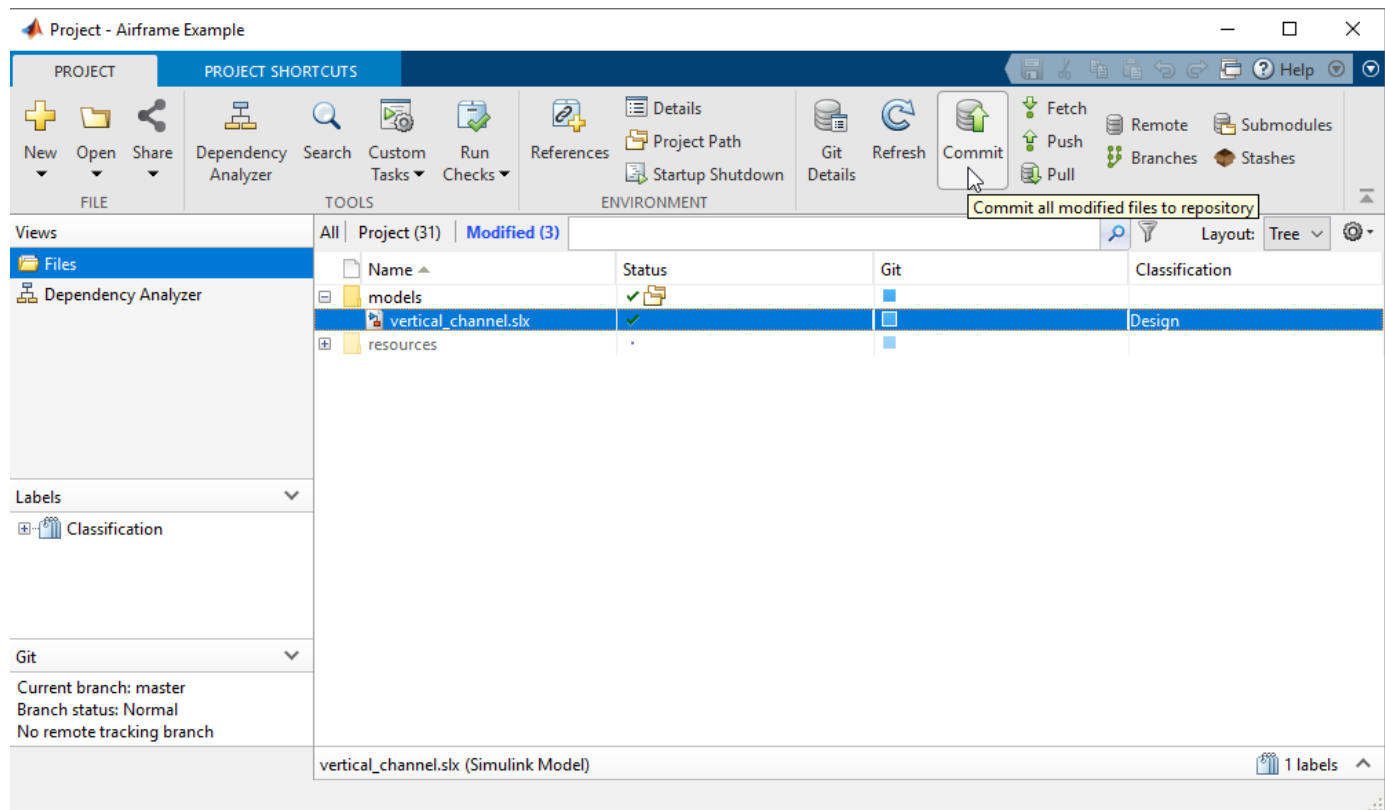 Project - Airframe Example
PROJECT PROJECT SHORTCUTS Help
New Open Share Dependency Analyzer Search Custom Tasks Run Checks References Details Project Path Startup Shutdown Git Details Refresh Commit Fetch Push Pull Remote Branches Submodules Stashes
FILE TOOLS ENVIRONMENT
Commit all modified files to repository
Views All Project (31) Modified (3) Layout: Tree
Files Name Status Git Classification
Dependency Analyzer models
vertical_channel.slx Design
resources
Labels
Classification
Git
Current branch: master
Branch status: Normal
No remote tracking branch
vertical_channel.slx (Simulink Model) 1 labels